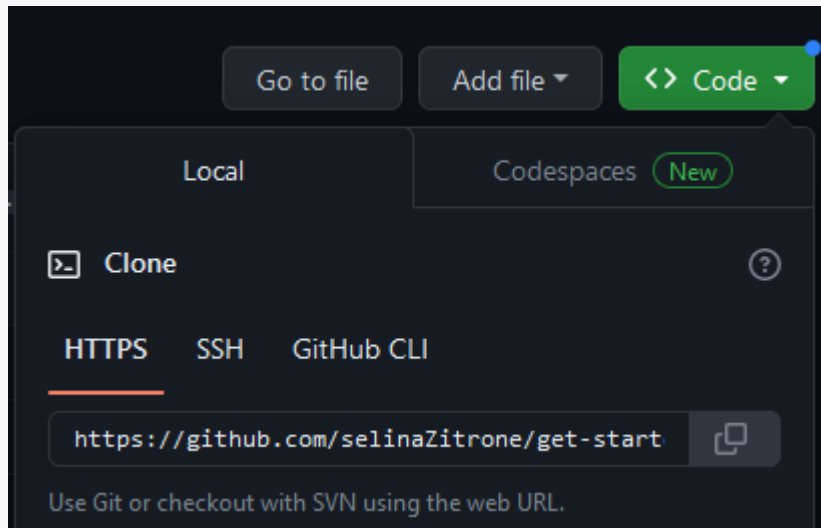 Go to file Add file <> Code
Local Codespaces New
Clone
HTTPS SSH GitHub CLI
https://github.com/selinaZitrone/get-start
Use Git or checkout with SVN using the web URL.